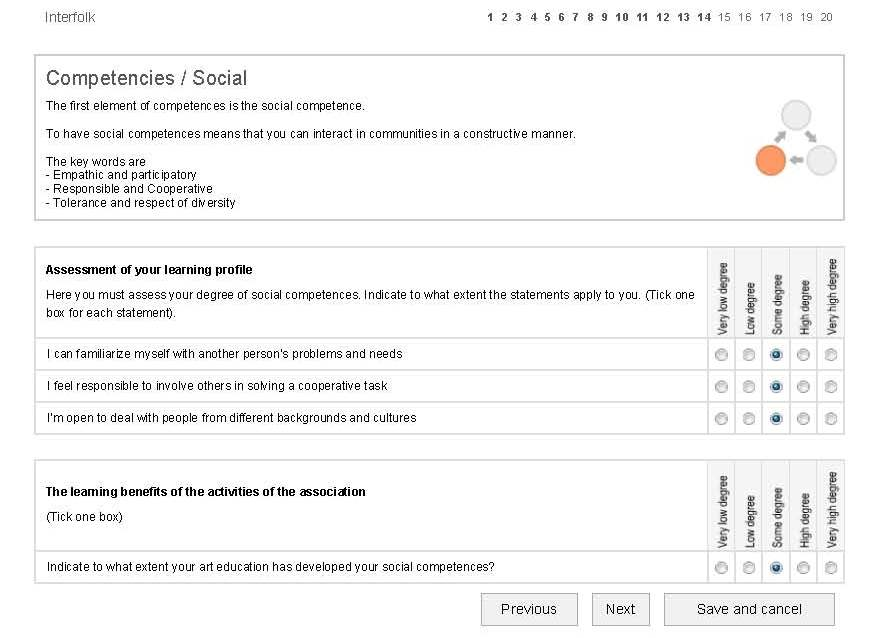 Interfolk
1 2 3 4 5 6 7 8 9 10 11 12 13 14 15 16 17 18 19 20
Competencies / Social
The first element of competences is the social competence.
To have social competences means that you can interact in communities in a constructive manner.
The key words are
- Empathic and participatory
- Responsible and Cooperative
- Tolerance and respect of diversity
Assessment of your learning profile
Here you must assess your degree of social competences. Indicate to what extent the statements apply to you. (Tick one
box for each statement).
Very low degree
Low degree
Some degree
High degree
Very high degree
I can familiarize myself with another person's problems and needs
I feel responsible to involve others in solving a cooperative task
I'm open to deal with people from different backgrounds and cultures
The learning benefits of the activities of the association
(Tick one box)
Very low degree
Low degree
Some degree
High degree
Very high degree
Indicate to what extent your art education has developed your social competences?
Previous
Next
Save and cancel